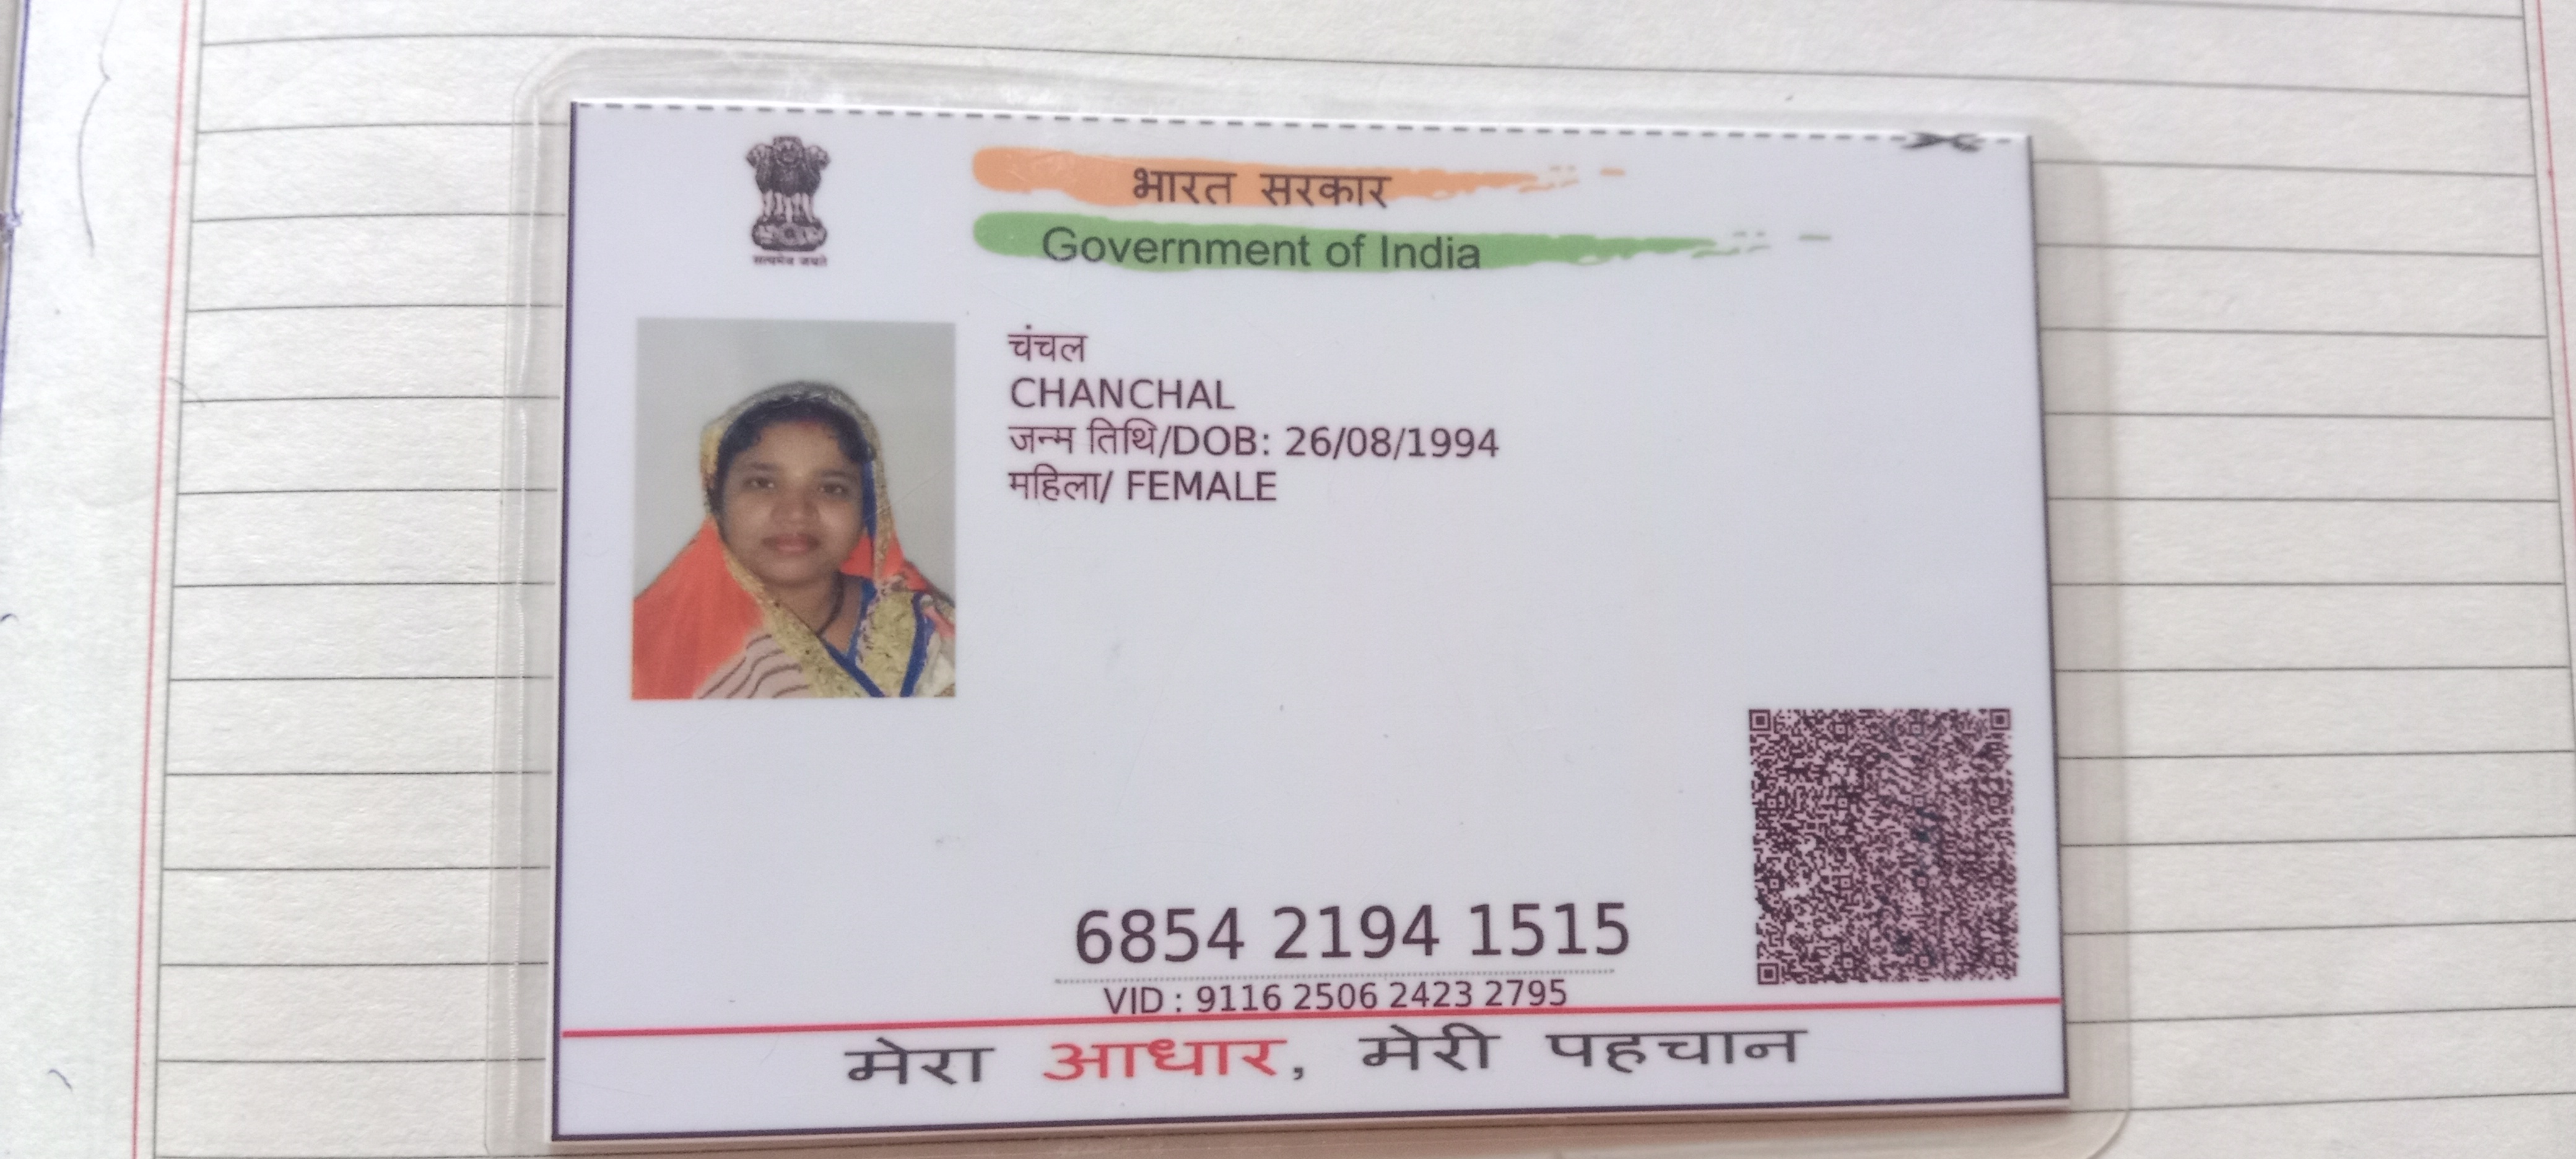 सत्यमेव जयते
भारत सरकार
Government of India
चंचल
CHANCHAL
जन्म तिथि/DOB: 26/08/1994
महिला/ FEMALE
6854 2194 1515
VID : 9116 2506 2423 2795
मेरा आधार, मेरी पहचान